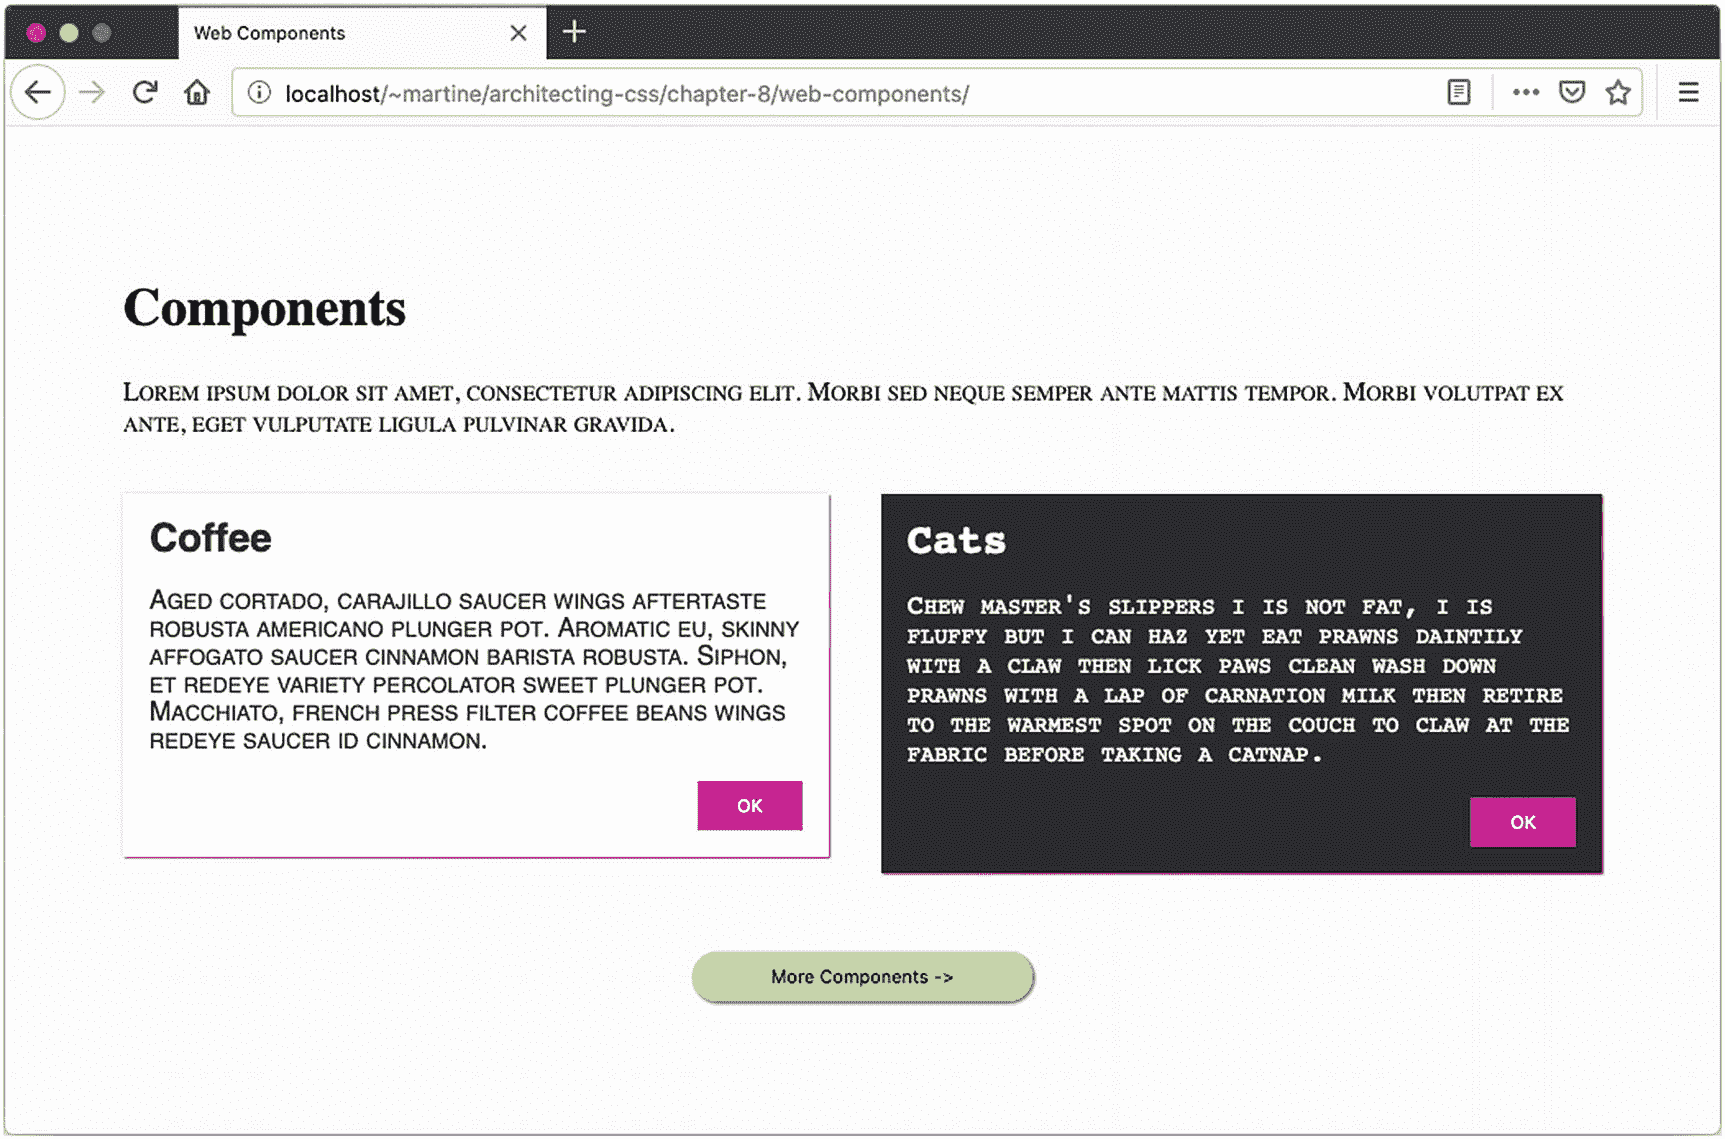 Web Components
localhost/~martine/architecting-css/chapter-8/web-components/
Components
Lorem ipsum dolor sit amet, consectetur adipiscing elit. Morbi sed neque semper ante mattis tempor. Morbi volutpat ex
ante, eget vulputate ligula pulvinar gravida.
Coffee
Aged cortado, carajillo saucer wings aftertaste
robusta americano plunger pot. Aromatic eu, skinny
affogato saucer cinnamon barista robusta. Siphon,
et redeye variety percolator sweet plunger pot.
Macchiato, french press filter coffee beans wings
redeye saucer id cinnamon.
OK
Cats
Chew master's slippers i is not fat, i is
fluffy but i can haz yet eat prawns daintily
with a claw then lick paws clean wash down
prawns with a lap of carnation milk then retire
to the warmest spot on the couch to claw at the
fabric before taking a catnap.
OK
More Components ->